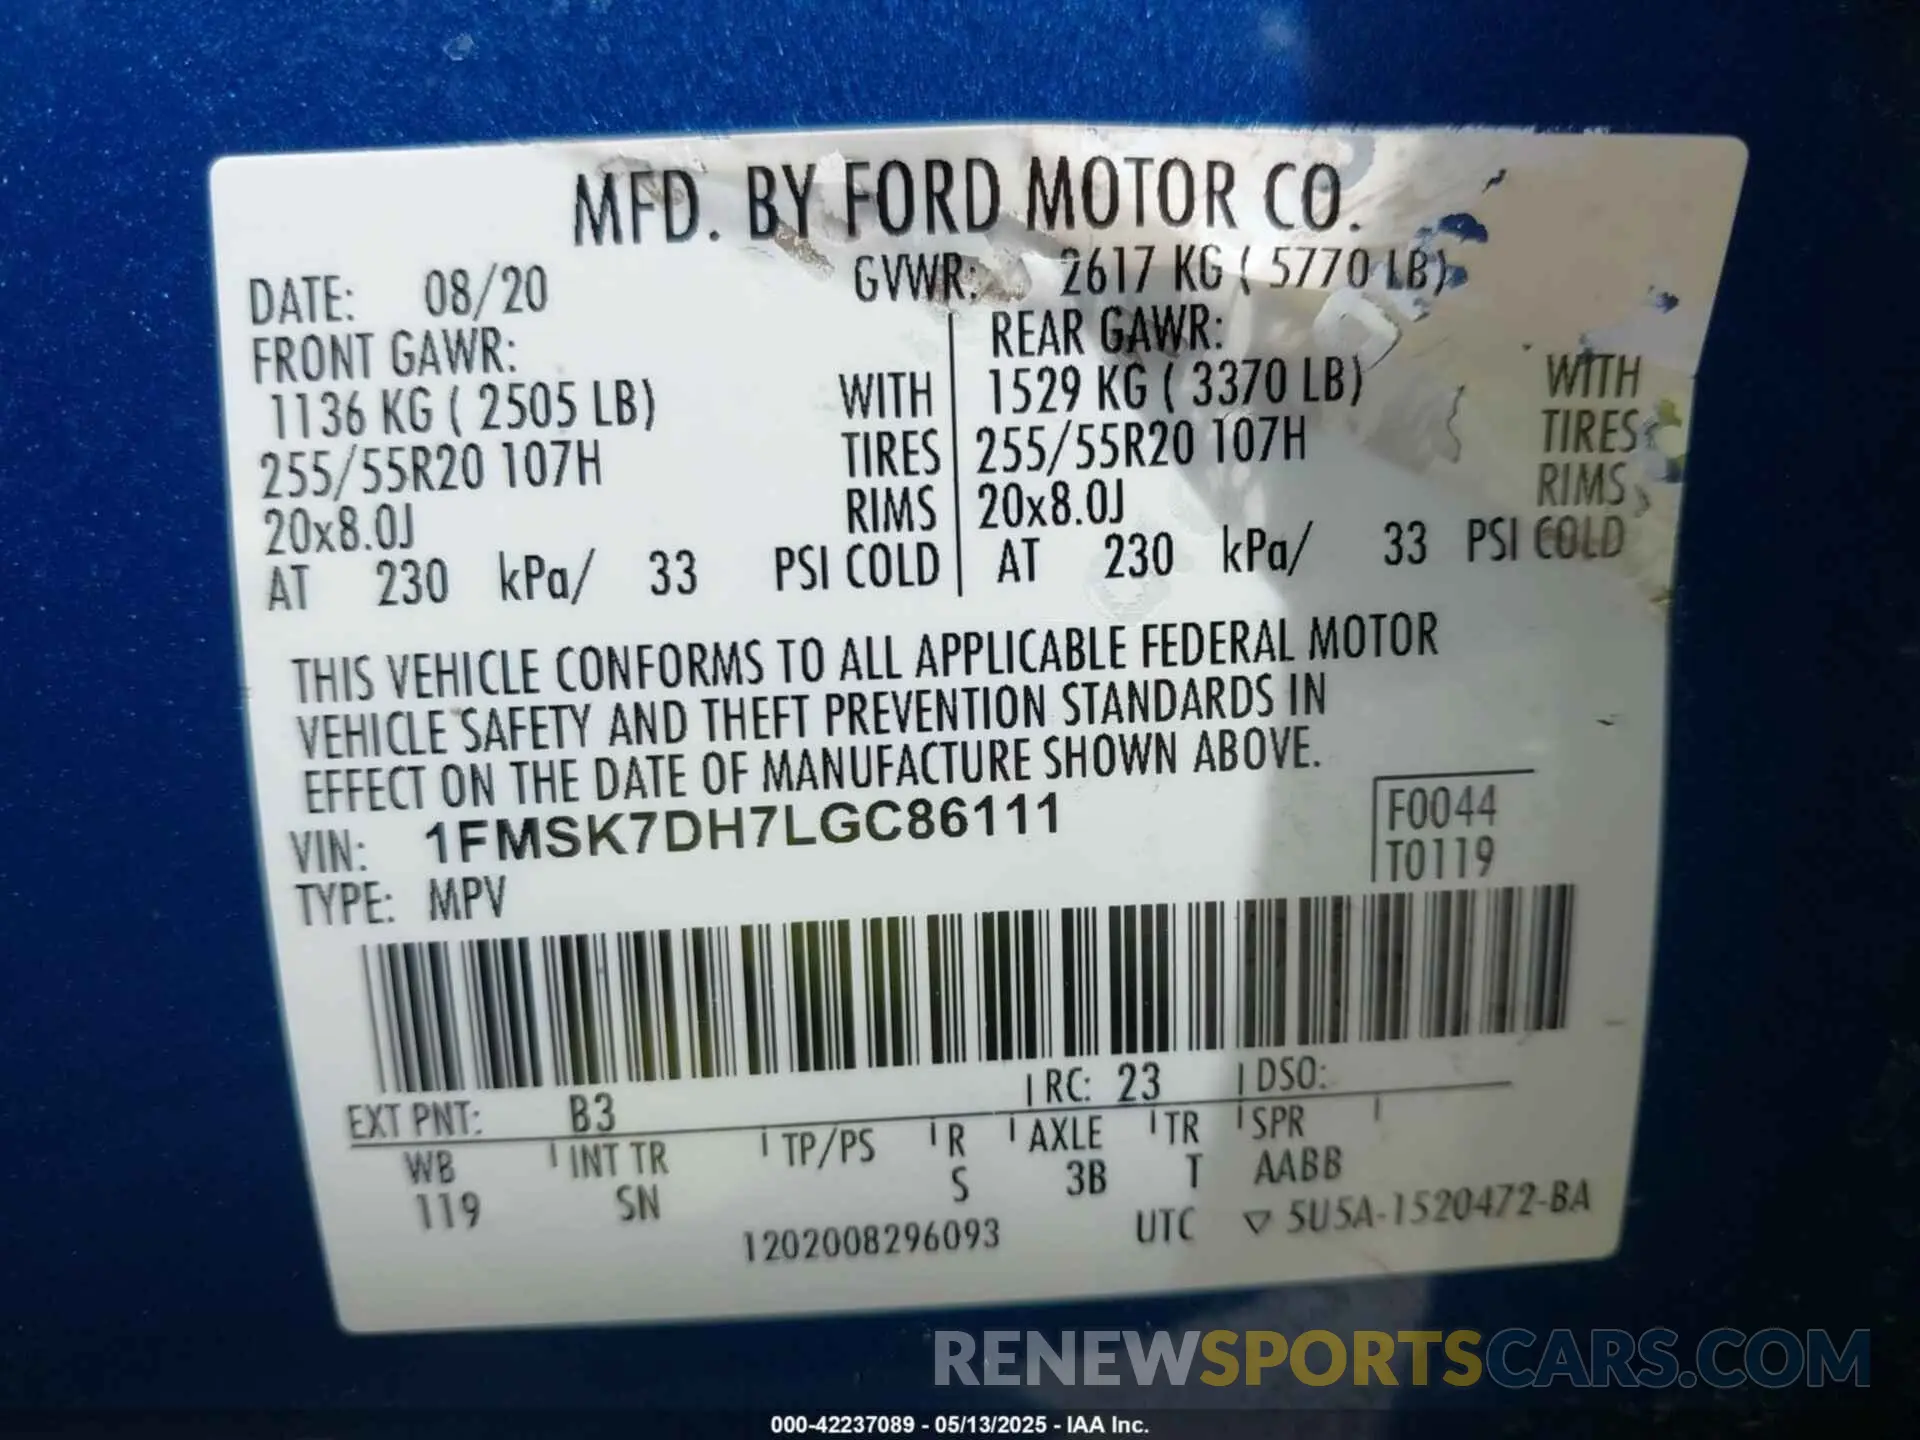 MFD. BY FORD MOTOR CO.
DATE: 08/20 GVWR: 2617 KG ( 5770 LB)
FRONT GAWR: REAR GAWR:
1136 KG ( 2505 LB) WITH 1529 KG ( 3370 LB) WITH
255/55R20 107H TIRES 255/55R20 107H TIRES
20x8.0J RIMS 20x8.0J RIMS
AT 230 kPa/ 33 PSI COLD AT 230 kPa/ 33 PSI COLD
THIS VEHICLE CONFORMS TO ALL APPLICABLE FEDERAL MOTOR
VEHICLE SAFETY AND THEFT PREVENTION STANDARDS IN
EFFECT ON THE DATE OF MANUFACTURE SHOWN ABOVE.
VIN: 1FMSK7DH7LGC86111 F0044
TYPE: MPV T0119
EXT PNT: B3 RC: 23 DSO:
WB INT TR TP/PS R AXLE TR SPR
119 SN S 3B T AABB
1202008296093 UTC ▽ 5U5A-1520472-BA
RENEWSPORTSCARS.COM
000-42237089 - 05/13/2025 - IAA Inc.